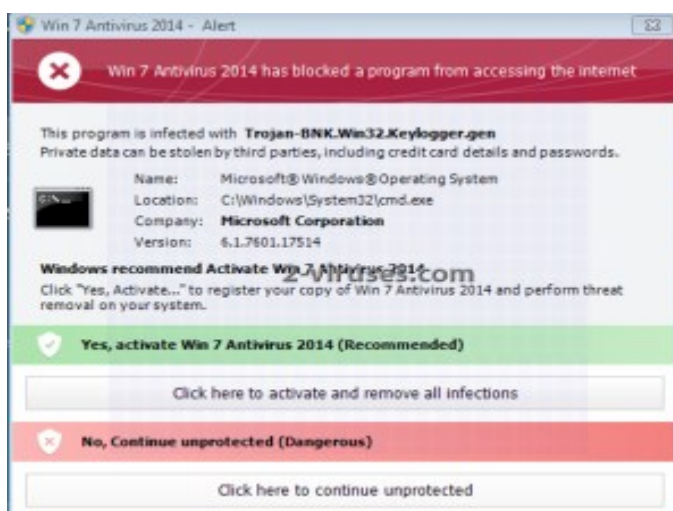 Win 7 Antivirus 2014 - Alert
Win 7 Antivirus 2014 has blocked a program from accessing the internet
This program is infected with Trojan-BNK.Win32.Keylogger.gen
Private data can be stolen by third parties, including credit card details and passwords.
Name: Microsoft® Windows® Operating System
Location: C:\Windows\System32\cmd.exe
Company: Microsoft Corporation
Version: 6.1.7601.17514
Windows recommend Activate Win 7 Antivirus 2014
2-viruses.com
Click "Yes, Activate..." to register your copy of Win 7 Antivirus 2014 and perform threat
removal on your system.
Yes, activate Win 7 Antivirus 2014 (Recommended)
Click here to activate and remove all infections
No, Continue unprotected (Dangerous)
Click here to continue unprotected